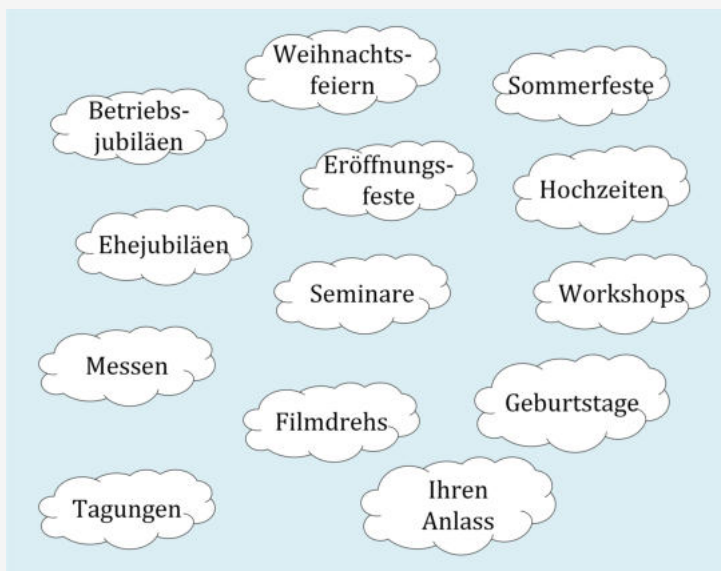 Weihnachts-
feiern
Sommerfeste
Betriebs-
jubiläen
Eröffnungs-
feste
Hochzeiten
Ehejubiläen
Seminare
Workshops
Messen
Geburtstage
Filmdrehs
Tagungen
Ihren
Anlass